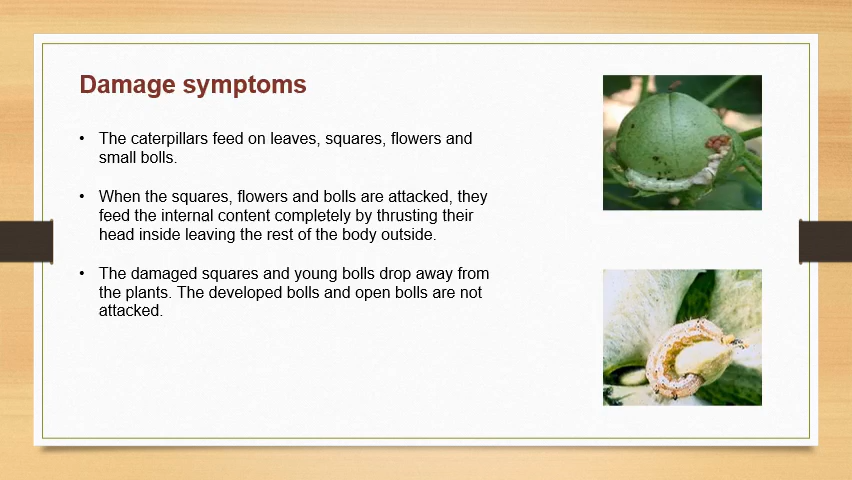 Damage symptoms
• The caterpillars feed on leaves, squares, flowers and
small bolls.
• When the squares, flowers and bolls are attacked, they
feed the internal content completely by thrusting their
head inside leaving the rest of the body outside.
• The damaged squares and young bolls drop away from
the plants. The developed bolls and open bolls are not
attacked.